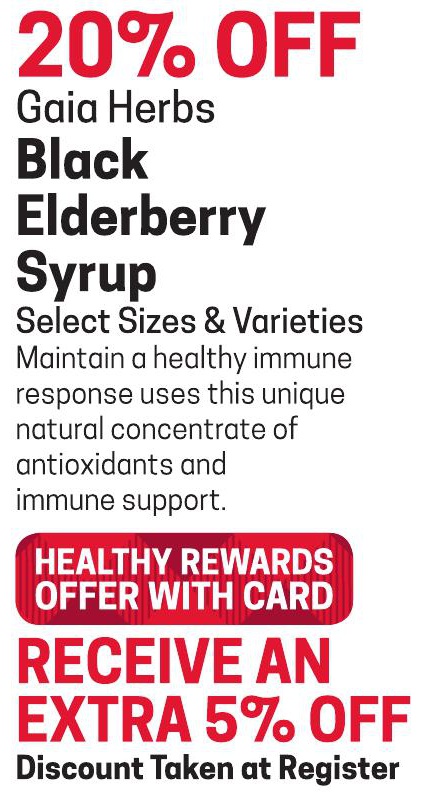 20% OFF
Gaia Herbs
Black
Elderberry
Syrup
Select Sizes & Varieties
Maintain a healthy immune
response uses this unique
natural concentrate of
antioxidants and
immune support.
HEALTHY REWARDS
OFFER WITH CARD
RECEIVE AN
EXTRA 5% OFF
Discount Taken at Register